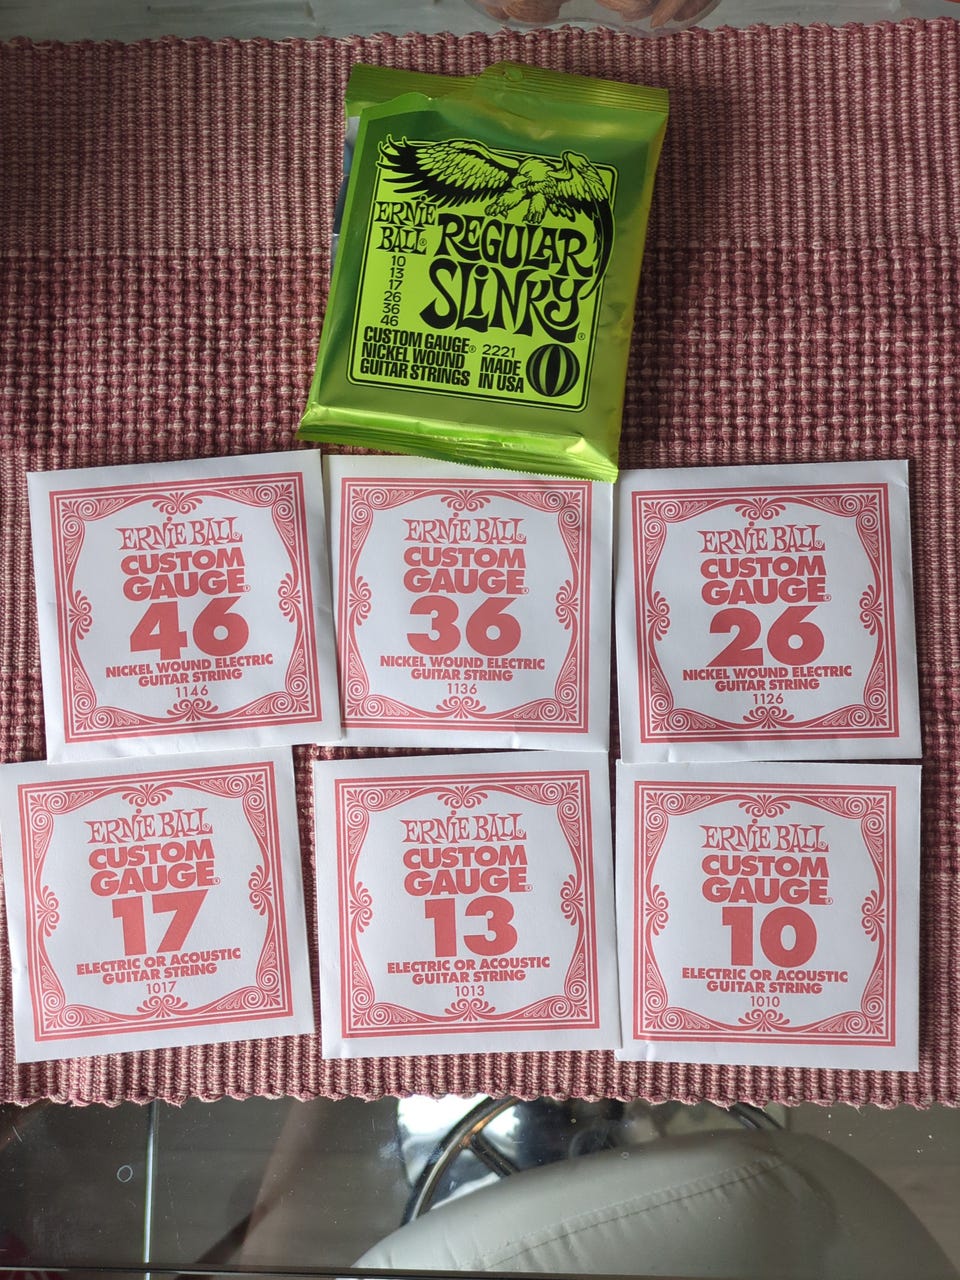 ERNIE
BALL®
REGULAR
SLINKY®
10
13
17
26
36
46
CUSTOM GAUGE®
NICKEL WOUND
GUITAR STRINGS
2221
MADE
IN USA
ERNIE BALL®
CUSTOM
GAUGE®
46
NICKEL WOUND ELECTRIC
GUITAR STRING
1146
ERNIE BALL®
CUSTOM
GAUGE®
36
NICKEL WOUND ELECTRIC
GUITAR STRING
1136
ERNIE BALL®
CUSTOM
GAUGE®
26
NICKEL WOUND ELECTRIC
GUITAR STRING
1126
ERNIE BALL®
CUSTOM
GAUGE®
17
ELECTRIC OR ACOUSTIC
GUITAR STRING
1017
ERNIE BALL®
CUSTOM
GAUGE®
13
ELECTRIC OR ACOUSTIC
GUITAR STRING
1013
ERNIE BALL®
CUSTOM
GAUGE®
10
ELECTRIC OR ACOUSTIC
GUITAR STRING
1010